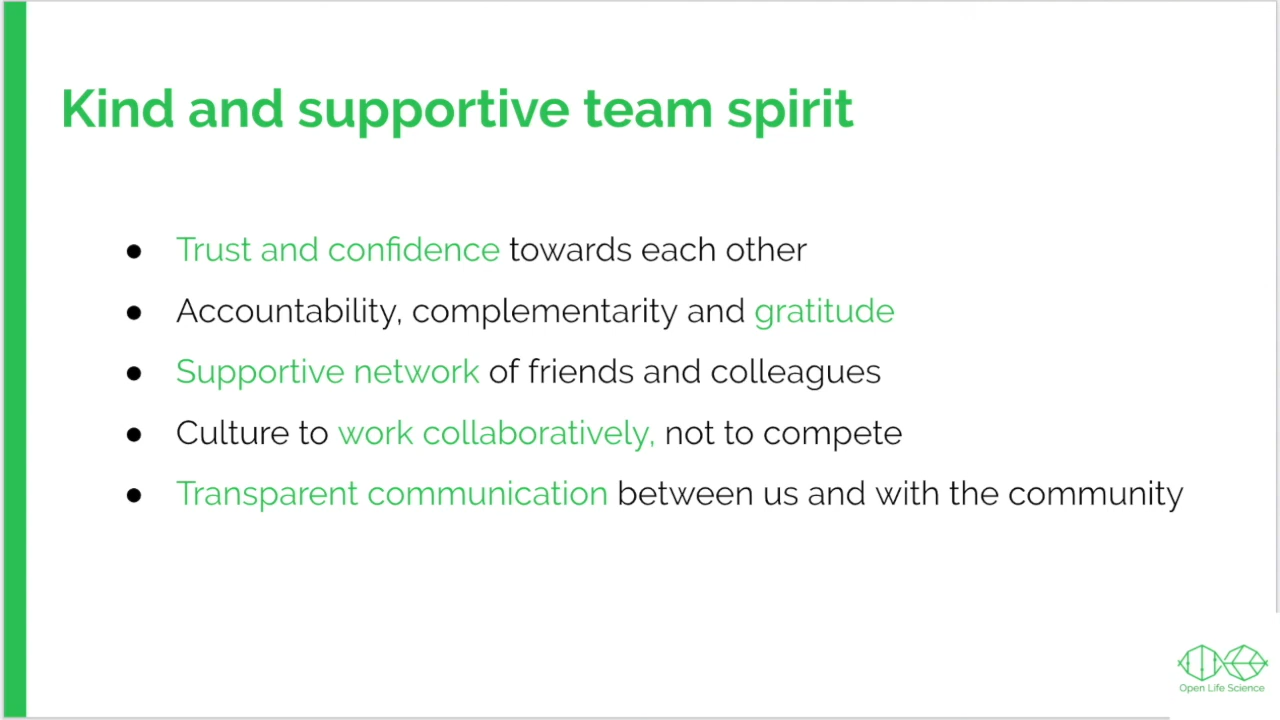 Kind and supportive team spirit
● Trust and confidence towards each other
● Accountability, complementarity and gratitude
● Supportive network of friends and colleagues
● Culture to work collaboratively, not to compete
● Transparent communication between us and with the community
Open Life Science